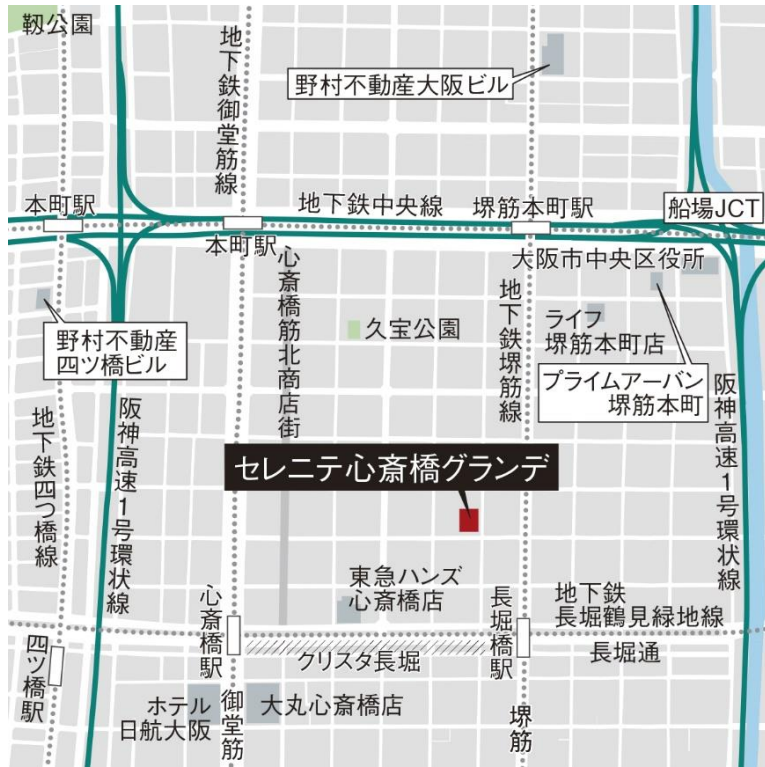 靱公園
地下鉄御堂筋線
野村不動産大阪ビル
本町駅
地下鉄中央線
堺筋本町駅
船場JCT
本町駅
大阪市中央区役所
心斎橋筋北商店街
久宝公園
地下鉄堺筋線
ライフ
堺筋本町店
野村不動産
四ツ橋ビル
プライムアーバン
堺筋本町
地下鉄四つ橋線
阪神高速1号環状線
阪神高速1号環状線
セレニテ心斎橋グランデ
東急ハンズ
心斎橋店
地下鉄
長堀鶴見緑地線
心斎橋駅
長堀橋駅
四ツ橋駅
クリスタ長堀
長堀通
ホテル
日航大阪
御堂筋
大丸心斎橋店
堺筋